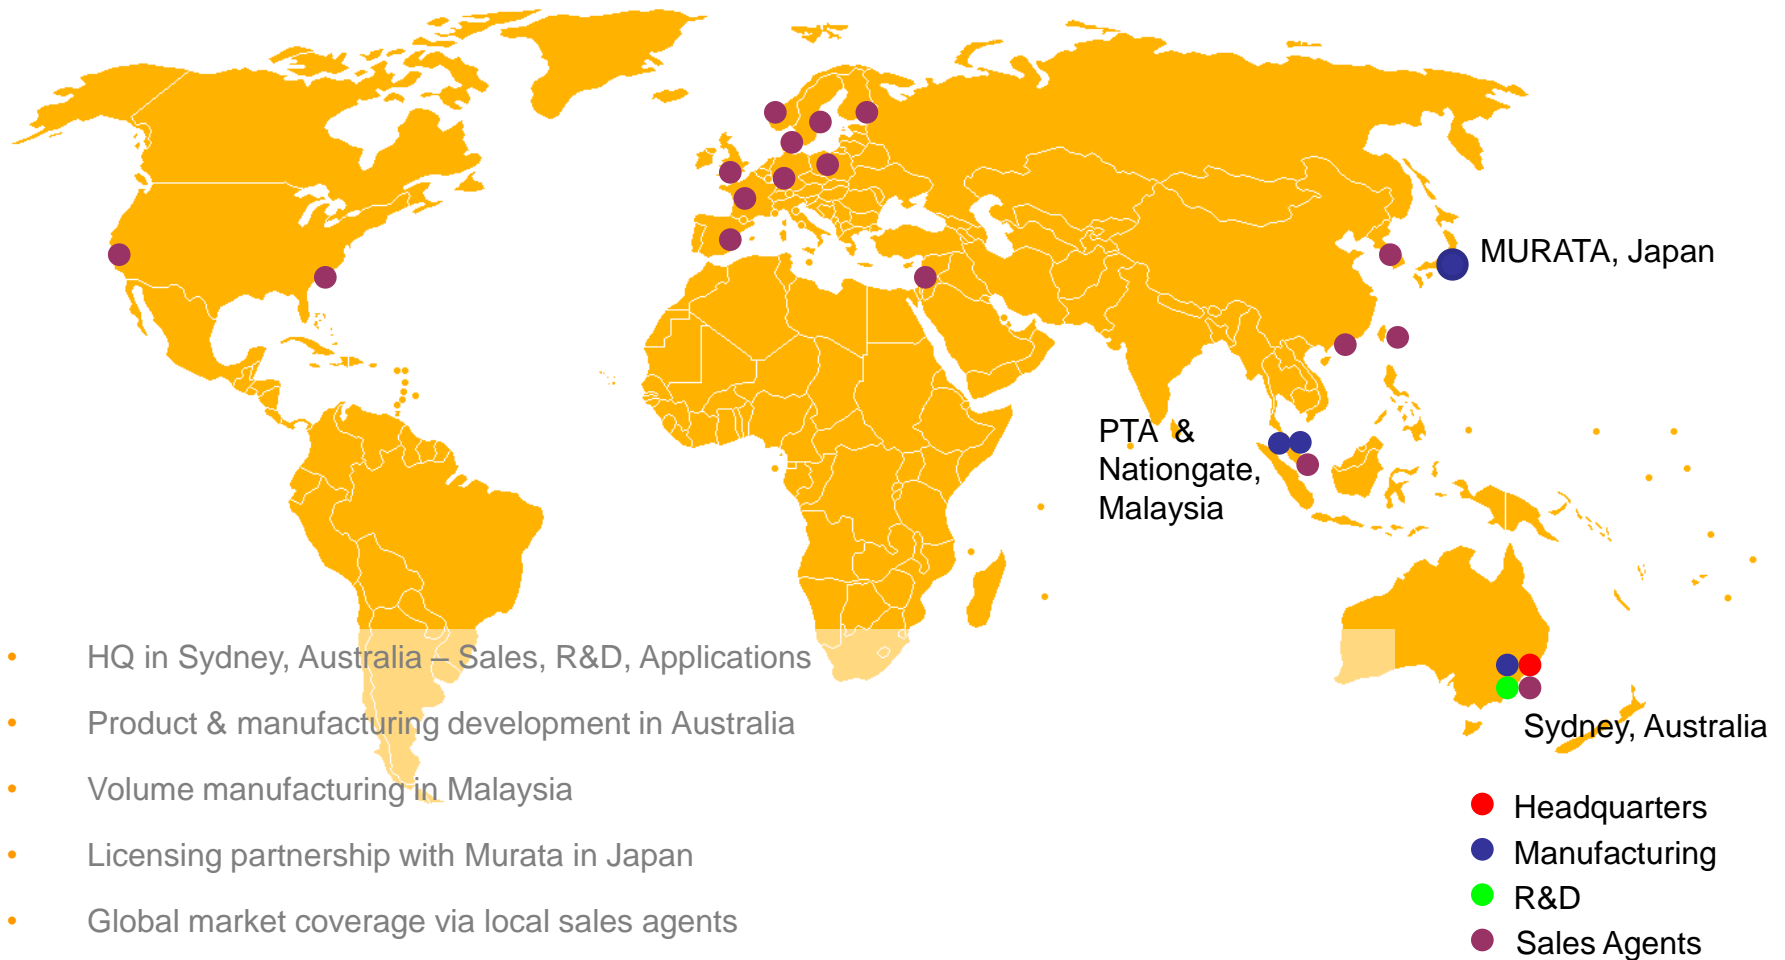 MURATA, Japan
PTA &
Nationgate,
Malaysia
HQ in Sydney, Australia – Sales, R&D, Applications
Product & manufacturing development in Australia
Volume manufacturing in Malaysia
Licensing partnership with Murata in Japan
Global market coverage via local sales agents
Sydney, Australia
Headquarters
Manufacturing
R&D
Sales Agents